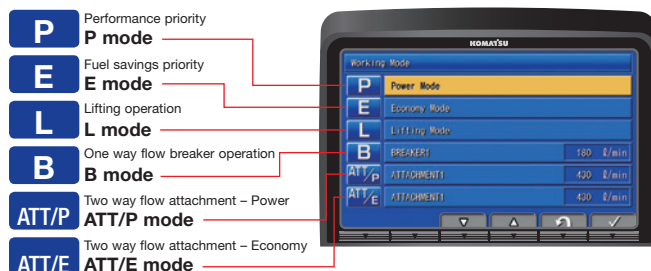 P
Performance priority
P mode
E
Fuel savings priority
E mode
L
Lifting operation
L mode
B
One way flow breaker operation
B mode
ATT/P
Two way flow attachment – Power
ATT/P mode
ATT/E
Two way flow attachment – Economy
ATT/E mode
KOMATSU
Working Mode
P Power Mode
E Economy Mode
L Lifting Mode
B BREAKER1 180 ℓ/min
ATT/P ATTACHMENT1 430 ℓ/min
ATT/E ATTACHMENT1 430 ℓ/min